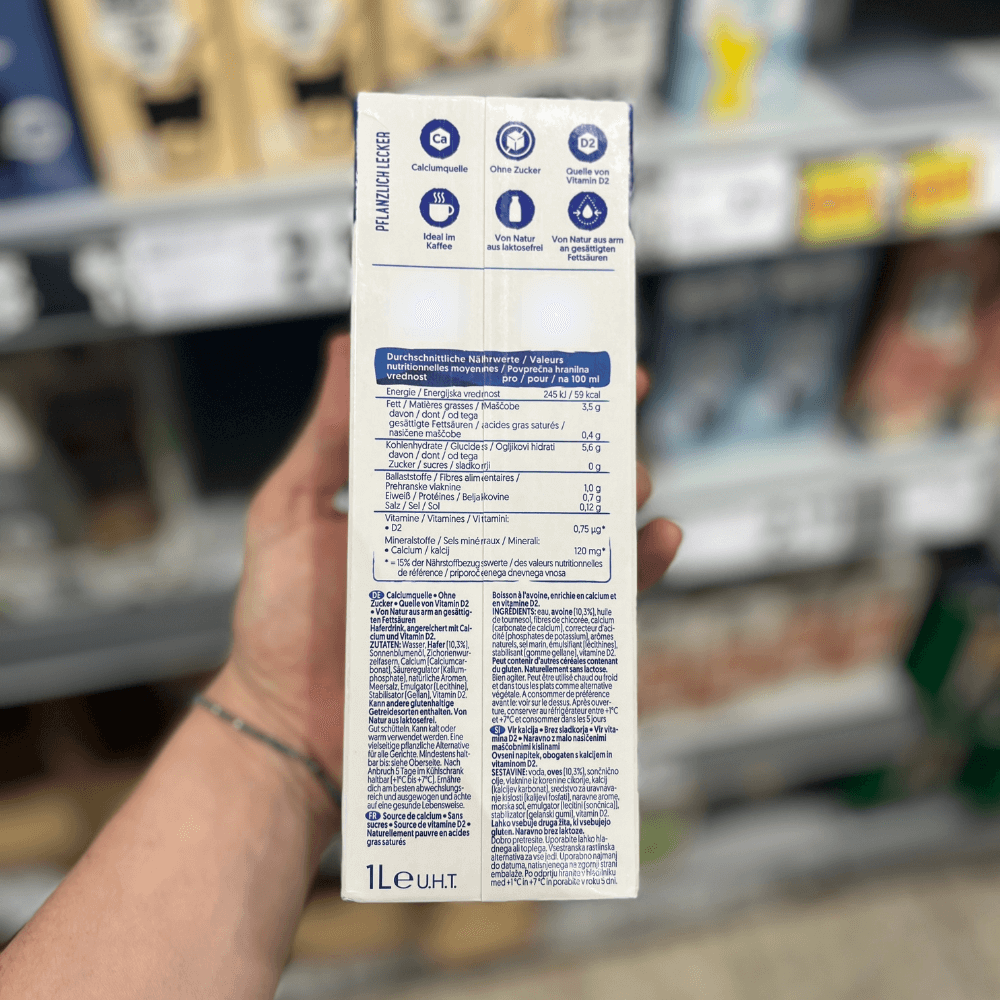 PFLANZLICH LECKER
Ca
Calciumquelle
Ohne Zucker
D2
Quelle von
Vitamin D2
Ideal im
Kaffee
Von Natur
aus laktosefrei
Von Natur aus arm
an gesättigten
Fettsäuren
Durchschnittliche Nährwerte / Valeurs
nutritionnelles moyennes / Povprečna hranilna
vrednost pro / pour / na 100 ml
Energie / Energijska vrednost 245 kJ / 59 kcal
Fett / Matières grasses / Maščobe 3,5 g
davon / dont / od tega
gesättigte Fettsäuren / acides gras saturés /
nasičene maščobe 0,4 g
Kohlenhydrate / Glucides / Ogljikovi hidrati 5,6 g
davon / dont / od tega
Zucker / sucres / sladkorji 0 g
Ballaststoffe / Fibres alimentaires /
Prehranske vlaknine 1,0 g
Eiweiß / Protéines / Beljakovine 0,7 g
Salz / Sel / Sol 0,12 g
Vitamine / Vitamines / Vitamini:
• D2 0,75 µg*
Mineralstoffe / Sels minéraux / Minerali:
• Calcium / kalcij 120 mg*
* = 15% der Nährstoffbezugswerte / des valeurs nutritionnelles
de référence / priporočenega dnevnega vnosa
DE Calciumquelle • Ohne
Zucker • Quelle von Vitamin D2
• Von Natur aus arm an gesättig-
ten Fettsäuren
Haferdrink, angereichert mit Cal-
cium und Vitamin D2.
ZUTATEN: Wasser, Hafer (10,3%),
Sonnenblumenöl, Zichorienwur-
zelfasern, Calcium (Calciumcar-
bonat), Säureregulator (Kalium-
phosphate), natürliche Aromen,
Meersalz, Emulgator (Lecithine),
Stabilisator (Gellan), Vitamin D2.
Kann andere glutenhaltige
Getreidesorten enthalten. Von
Natur aus laktosefrei.
Gut schütteln. Kann kalt oder
warm verwendet werden. Eine
vielseitige pflanzliche Alternative
für alle Gerichte. Mindestens halt-
bar bis: siehe Oberseite. Nach
Anbruch 5 Tage im Kühlschrank
haltbar (+1°C bis +7°C). Ernähre
dich am besten abwechslungs-
reich und ausgewogen und achte
auf eine gesunde Lebensweise.
FR Source de calcium • Sans
sucres • Source de vitamine D2 •
Naturellement pauvre en acides
gras saturés
Boisson à l'avoine, enrichie en calcium et
en vitamine D2.
INGRÉDIENTS: eau, avoine (10,3%), huile
de tournesol, fibres de chicorée, calcium
(carbonate de calcium), correcteur d'aci-
dité (phosphates de potassium), arômes
naturels, sel marin, émulsifiant (lécithines),
stabilisant (gomme gellane), vitamine D2.
Peut contenir d'autres céréales contenant
du gluten. Naturellement sans lactose.
Bien agiter. Peut être utilisé chaud ou froid
et dans tous les plats comme alternative
végétale. A consommer de préférence
avant le: voir sur le dessus. Après ouver-
ture, conserver au réfrigérateur entre +1°C
et +7°C et consommer dans les 5 jours
SI Vir kalcija • Brez sladkorja • Vir vita-
mina D2 • Naravno z malo nasičenimi
maščobnimi kislinami
Ovseni napitek, obogaten s kalcijem in
vitaminom D2.
SESTAVINE: voda, oves (10,3%), sončnično
olje, vlaknine iz korenine cikorije, kalcij
(kalcijev karbonat), sredstvo za uravnava-
nje kislosti (kalijevi fosfati), naravne arome,
morska sol, emulgator (lecitini (sončnica)),
stabilizator (gelanski gumi), vitamin D2.
Lahko vsebuje druga žita, ki vsebujejo
gluten. Naravno brez laktoze.
Dobro pretresite. Uporabite lahko hla-
dnega ali toplega. Vsestranska rastlinska
alternativa za vse jedi. Uporabno najmanj
do datuma, natisnjenega na zgornji strani
embalaže. Po odprtju hranite v hladilniku
med +1°C in +7°C in porabite v roku 5 dni.
1L e U.H.T.